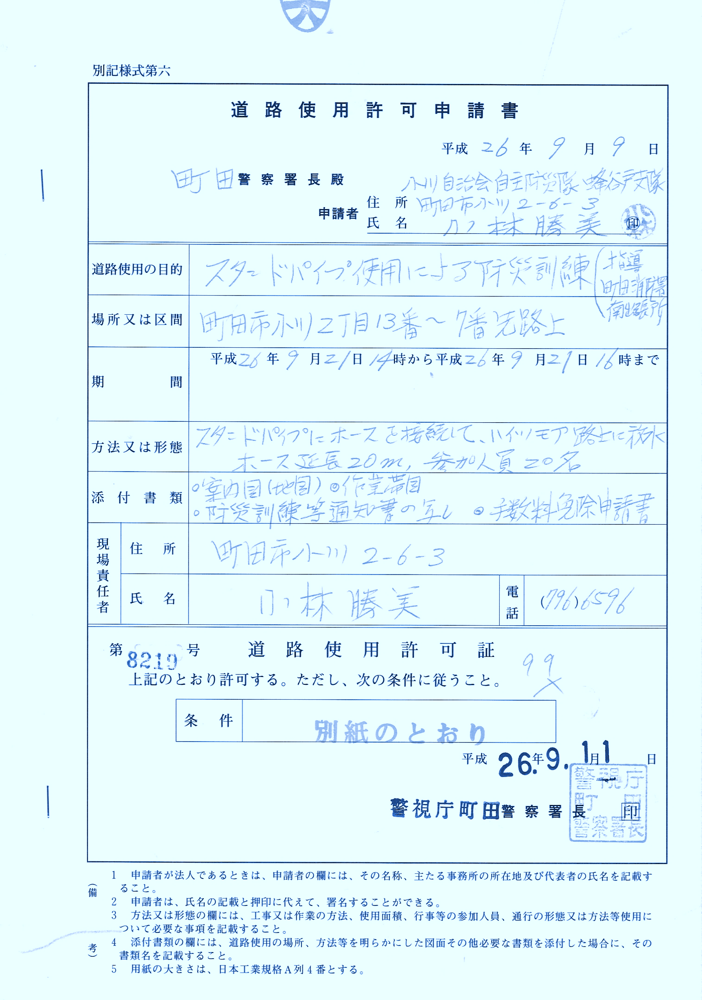 別記様式第六
道路使用許可申請書
平成 26 年 9 月 9 日
町田警察署長殿
小川自治会自主防災隊 蜂谷戸支隊
申請者 住所 町田市小川2-6-3
氏名 小林勝美 印
道路使用の目的 スタンドパイプ使用による防災訓練(指導
町田消防署
南出張所
場所又は区間 町田市小川2丁目13番～7番先路上
期間 平成26年9月21日14時から平成26年9月21日16時まで
方法又は形態 スタンドパイプにホースを接続して、ハイツモア路上に放水
ホース延長20m, 参加人員20名
添付書類 ○案内図(地図) ◎作業帯図
○防災訓練等通知書の写し ◎手数料免除申請書
現場責任者 住所 町田市小川2-6-3
氏名 小林勝美 電話 (796)6596
第8219号 道路使用許可証
99
上記のとおり許可する。ただし、次の条件に従うこと。
条件 別紙のとおり
平成 26.年9.1月1日
警視庁町田警察署長 印
警視庁
町田
警察署長
(備考)
1 申請者が法人であるときは、申請者の欄には、その名称、主たる事務所の所在地及び代表者の氏名を記載す
ること。
2 申請者は、氏名の記載と押印に代えて、署名することができる。
3 方法又は形態の欄には、工事又は作業の方法、使用面積、行事等の参加人員、通行の形態又は方法等使用に
ついて必要な事項を記載すること。
4 添付書類の欄には、道路使用の場所、方法等を明らかにした図面その他必要な書類を添付した場合に、その
書類名を記載すること。
5 用紙の大きさは、日本工業規格A列4番とする。